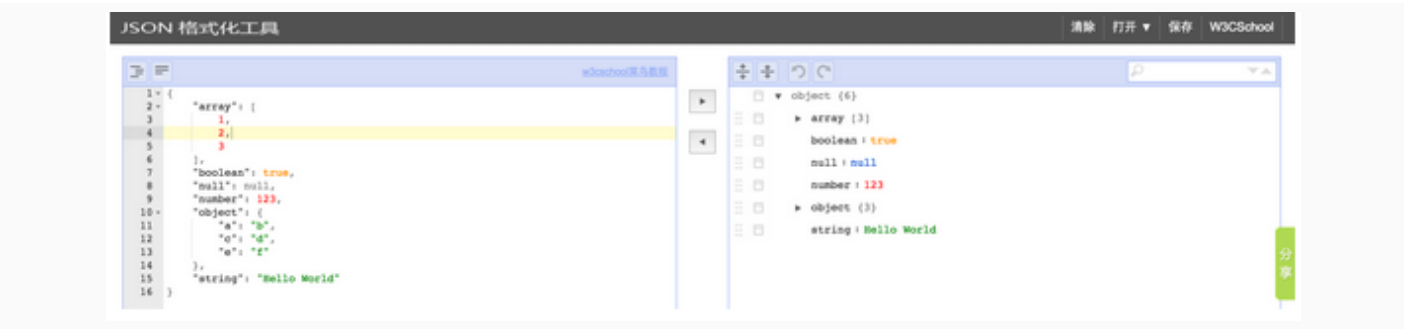 JSON 格式化工具
清除 打开 ▼ 保存 W3CSchool
w3cschool菜鸟教程
1 {
2 "array": [
3 1,
4 2,
5 3
6 ],
7 "boolean": true,
8 "null": null,
9 "number": 123,
10 "object": {
11 "a": "b",
12 "c": "d",
13 "e": "f"
14 },
15 "string": "Hello World"
16 }
object {6}
array [3]
boolean : true
null : null
number : 123
object {3}
string : Hello World
分享